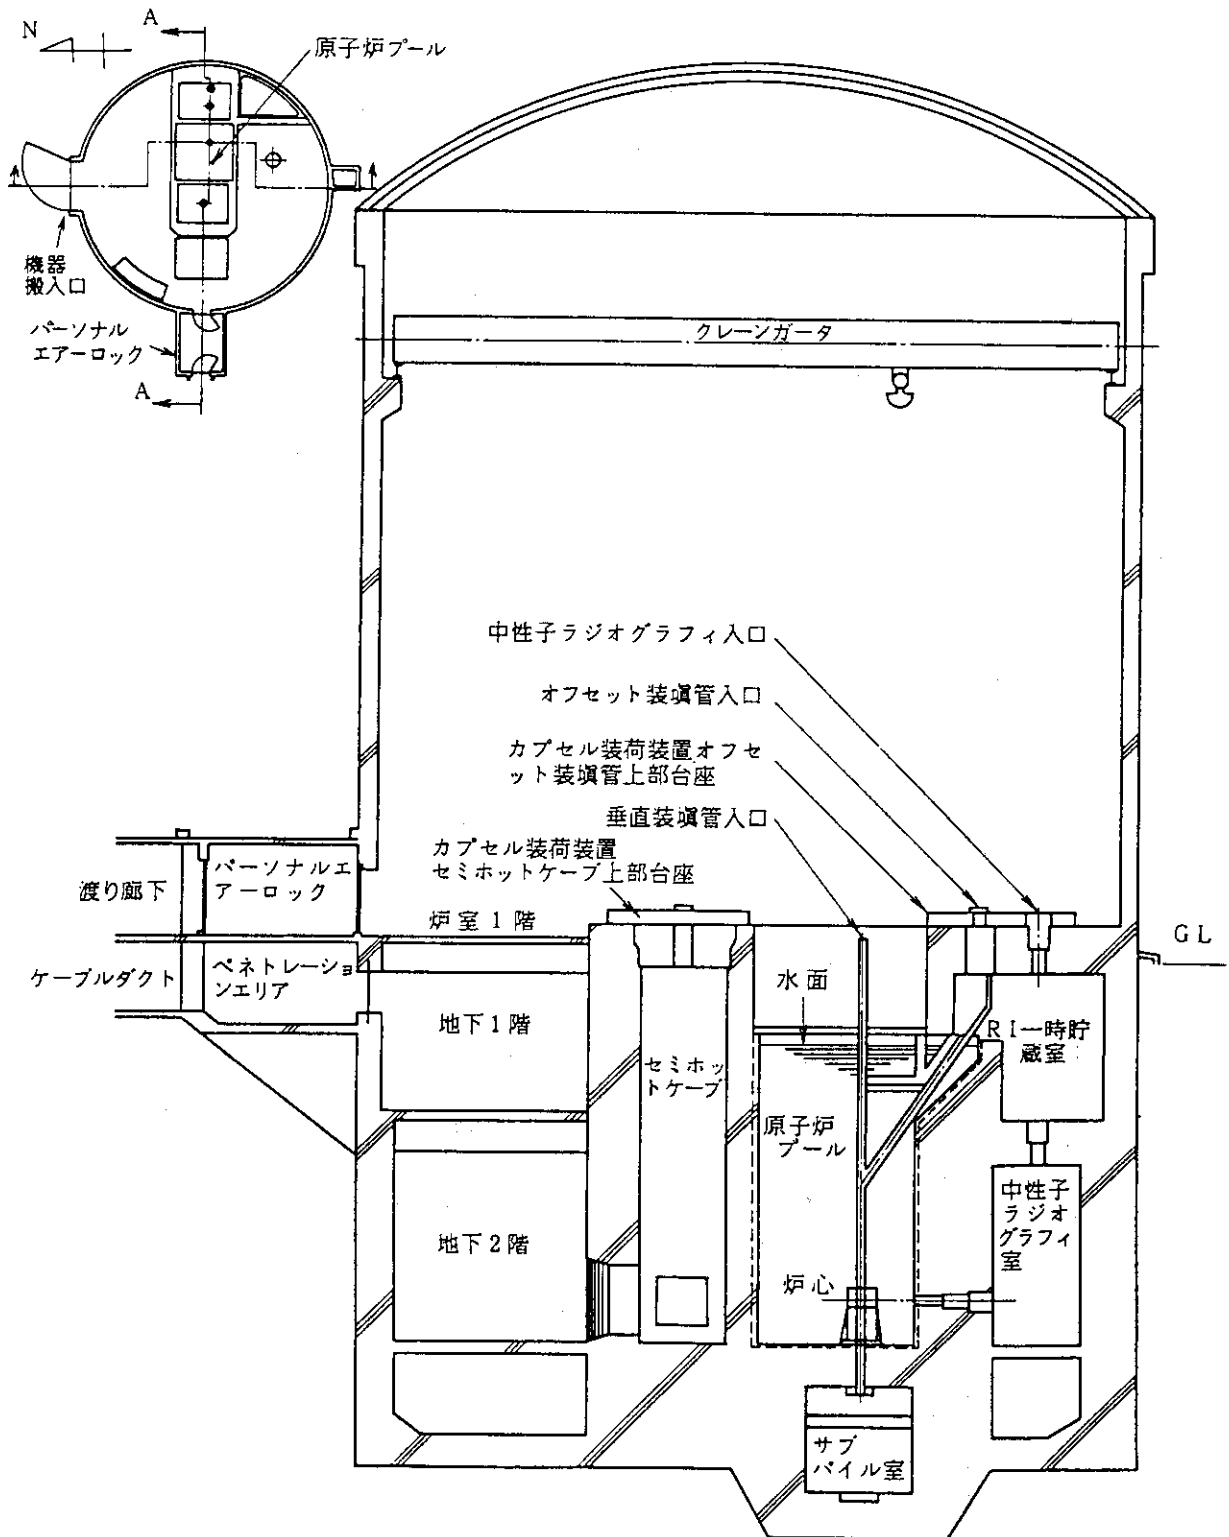 N
A
原子炉プール
機器
搬入口
パーソナル
エアーロック
A
クレーンガータ
中性子ラジオグラフィ入口
オフセット装塡管入口
カプセル装荷装置オフセ
ット装塡管上部台座
垂直装塡管入口
カプセル装荷装置
セミホットケーブ上部台座
パーソナルエ
アーロック
渡り廊下
炉室1階
GL
ケーブルダクト
ペネトレーショ
ンエリア
水面
地下1階
RI一時貯
蔵室
セミホッ
トケーブ
原子炉
プール
地下2階
中性子
ラジオ
グラフィ
室
炉心
サブ
パイル室